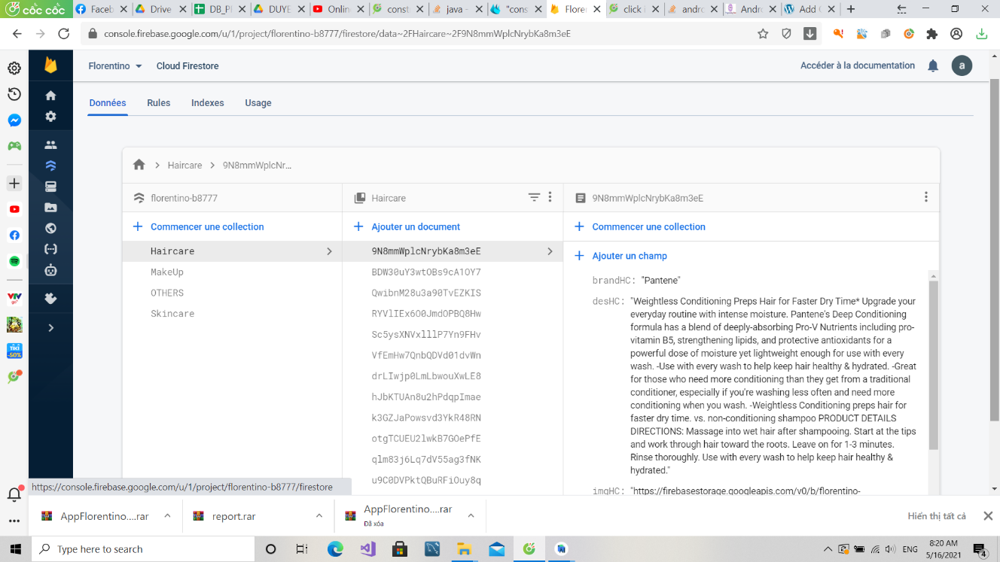 cốc cốc
Faceb
Drive
DB_PL
DUYE
Onlin
const
java -
"cons
Floren
click i
andro
Andro
Add (
console.firebase.google.com/u/1/project/florentino-b8777/firestore/data~2FHaircare~2F9N8mmWplcNrybKa8m3eE
Florentino
Cloud Firestore
Accéder à la documentation
a
Données
Rules
Indexes
Usage
Haircare
9N8mmWplcNr...
florentino-b8777
Haircare
9N8mmWplcNrybKa8m3eE
Commencer une collection
Ajouter un document
Commencer une collection
Haircare
MakeUp
OTHERS
Skincare
9N8mmWplcNrybKa8m3eE
BDW30uY3wtOBs9cA1OY7
QwibnM28u3a90TvEZKIS
RYVlIEx6O0JmdOPBQ8Hw
Sc5ysXNVxlllP7Yn9FHv
VfEmHw7QnbQDVd01dvWn
drLIwjp0LmLbwouXwLE8
hJbKTUAn8u2hPdqpImae
k3GZJaPowsvd3YkR48RN
otgTCUEU2lwkB7GOePfE
qlm83j6Lq7dV55ag3fNK
u9C0DVPktQBuRFiOuy8q
Ajouter un champ
brandHC: "Pantene"
desHC: "Weightless Conditioning Preps Hair for Faster Dry Time* Upgrade your
everyday routine with intense moisture. Pantene's Deep Conditioning
formula has a blend of deeply-absorbing Pro-V Nutrients including pro-
vitamin B5, strengthening lipids, and protective antioxidants for a
powerful dose of moisture yet lightweight enough for use with every
wash. -Use with every wash to help keep hair healthy & hydrated. -Great
for those who need more conditioning than they get from a traditional
conditioner, especially if you're washing less often and need more
conditioning when you wash. -Weightless Conditioning preps hair for
faster dry time. vs. non-conditioning shampoo PRODUCT DETAILS
DIRECTIONS: Massage into wet hair after shampooing. Start at the tips
and work through hair toward the roots. Leave on for 1-3 minutes.
Rinse thoroughly. Use with every wash to help keep hair healthy &
hydrated."
imgHC: "https://firebasestorage.googleapis.com/v0/b/florentino-
https://console.firebase.google.com/u/1/project/florentino-b8777/firestore
AppFlorentino....rar
report.rar
AppFlorentino....rar
Đã xóa
Hiển thị tất cả
Type here to search
ENG
8:20 AM
5/16/2021
4